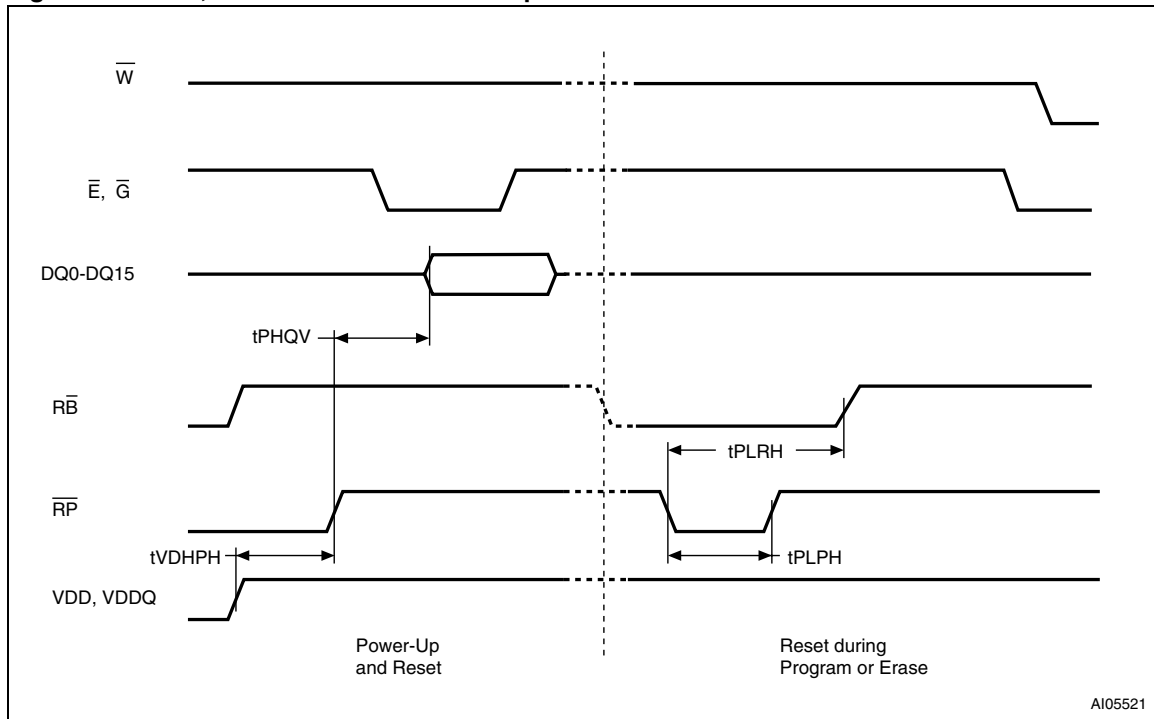 W̅
E̅, G̅
DQ0-DQ15
tPHQV
RB̅
tPLRH
R̅P̅
tVDHPH
tPLPH
VDD, VDDQ
Power-Up
and Reset
Reset during
Program or Erase
AI05521